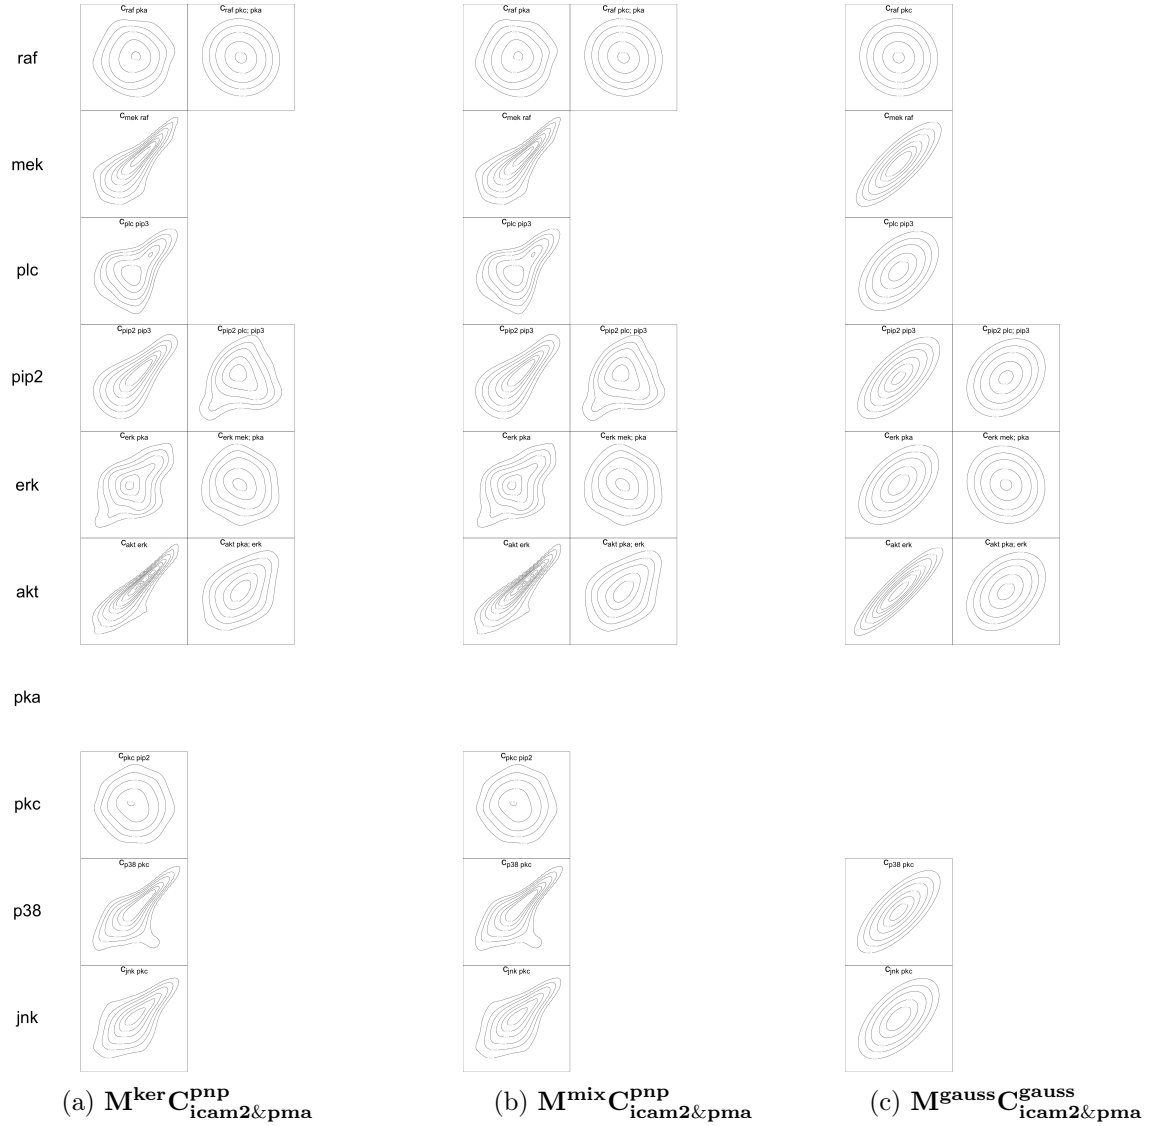 C_raf pka C_raf pkc; pka C_raf pka C_raf pkc; pka C_raf pkc
raf
C_mek raf C_mek raf C_mek raf
mek
C_plc pip3 C_plc pip3 C_plc pip3
plc
C_pip2 pip3 C_pip2 plc; pip3 C_pip2 pip3 C_pip2 plc; pip3 C_pip2 pip3 C_pip2 plc; pip3
pip2
C_erk pka C_erk mek; pka C_erk pka C_erk mek; pka C_erk pka C_erk mek; pka
erk
C_akt erk C_akt pka; erk C_akt erk C_akt pka; erk C_akt erk C_akt pka; erk
akt
pka
C_pkc pip2 C_pkc pip2
pkc
C_p38 pkc C_p38 pkc C_p38 pkc
p38
C_jnk pkc C_jnk pkc C_jnk pkc
jnk
(a) M^ker C^pnp_icam2&pma (b) M^mix C^pnp_icam2&pma (c) M^gauss C^gauss_icam2&pma